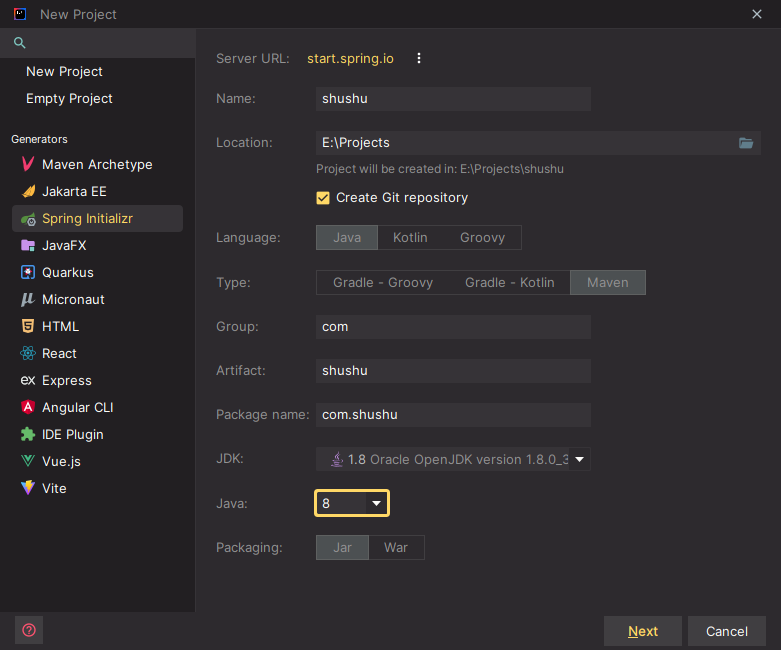 New Project
New Project
Empty Project
Generators
Maven Archetype
Jakarta EE
Spring Initializr
JavaFX
Quarkus
Micronaut
HTML
React
Express
Angular CLI
IDE Plugin
Vue.js
Vite
Server URL: start.spring.io
Name: shushu
Location: E:\Projects
Project will be created in: E:\Projects\shushu
Create Git repository
Language: Java Kotlin Groovy
Type: Gradle - Groovy Gradle - Kotlin Maven
Group: com
Artifact: shushu
Package name: com.shushu
JDK: 1.8 Oracle OpenJDK version 1.8.0_3
Java: 8
Packaging: Jar War
Next Cancel